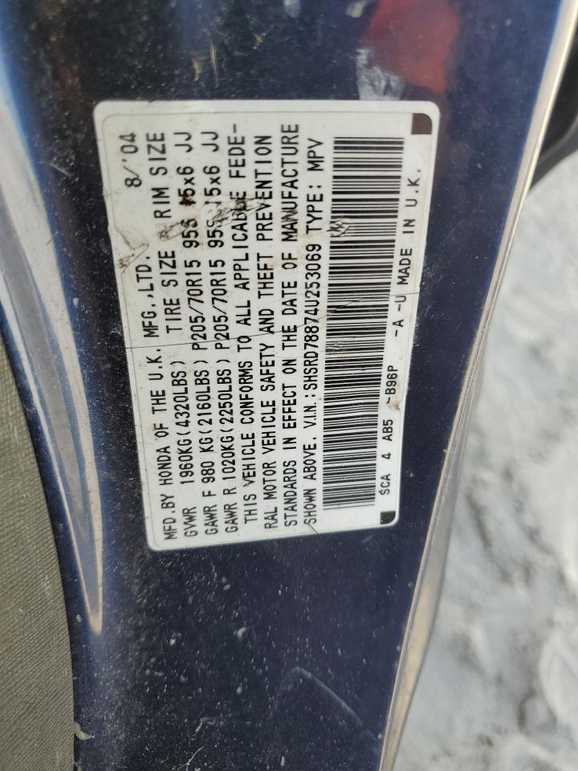 MFD.BY HONDA OF THE U.K. MFG.,LTD. 8/'04
GVWR 1960KG(4320LBS) TIRE SIZE RIM SIZE
GAWR F 980 KG(2160LBS) P205/70R15 95S 15x6 JJ
GAWR R 1020KG(2250LBS) P205/70R15 95S 15x6 JJ
THIS VEHICLE CONFORMS TO ALL APPLICABLE FEDE-
RAL MOTOR VEHICLE SAFETY AND THEFT PREVENTION
STANDARDS IN EFFECT ON THE DATE OF MANUFACTURE
SHOWN ABOVE. V.I.N.: SHSRD78874U253069 TYPE: MPV
SCA 4 AB5 -B96P -A -U MADE IN U.K.